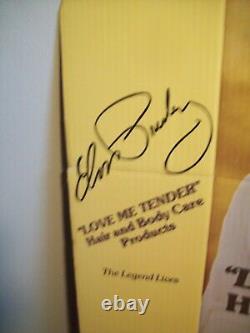 Elvis Presley
"LOVE ME TENDER"
Hair and Body Care
Products
The Legend Lives
"L
H